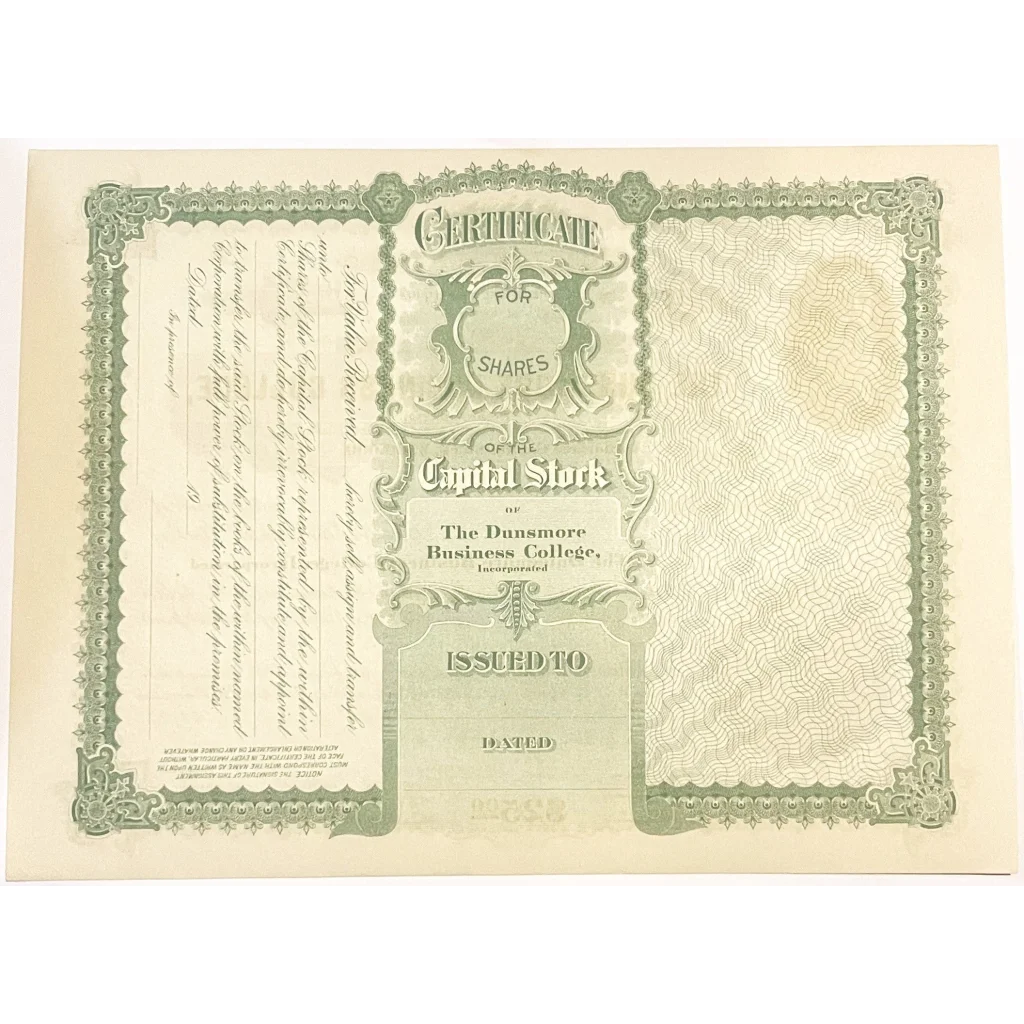 CERTIFICATE
FOR
SHARES
OF THE
Capital Stock
OF
The Dunsmore
Business College,
Incorporated
ISSUED TO
DATED
For Value Received, hereby sell, assign and transfer
unto
Shares of the Capital Stock represented by the within
Certificate, and do hereby irrevocably constitute and appoint
to transfer the said Stock on the books of the within named
Corporation with full power of substitution in the premises
Dated 19
In presence of
NOTICE THE SIGNATURE OF THIS ASSIGNMENT
MUST CORRESPOND WITH THE NAME AS WRITTEN UPON THE
FACE OF THE CERTIFICATE, IN EVERY PARTICULAR, WITHOUT
ALTERATION OR ENLARGEMENT OR ANY CHANGE WHATEVER